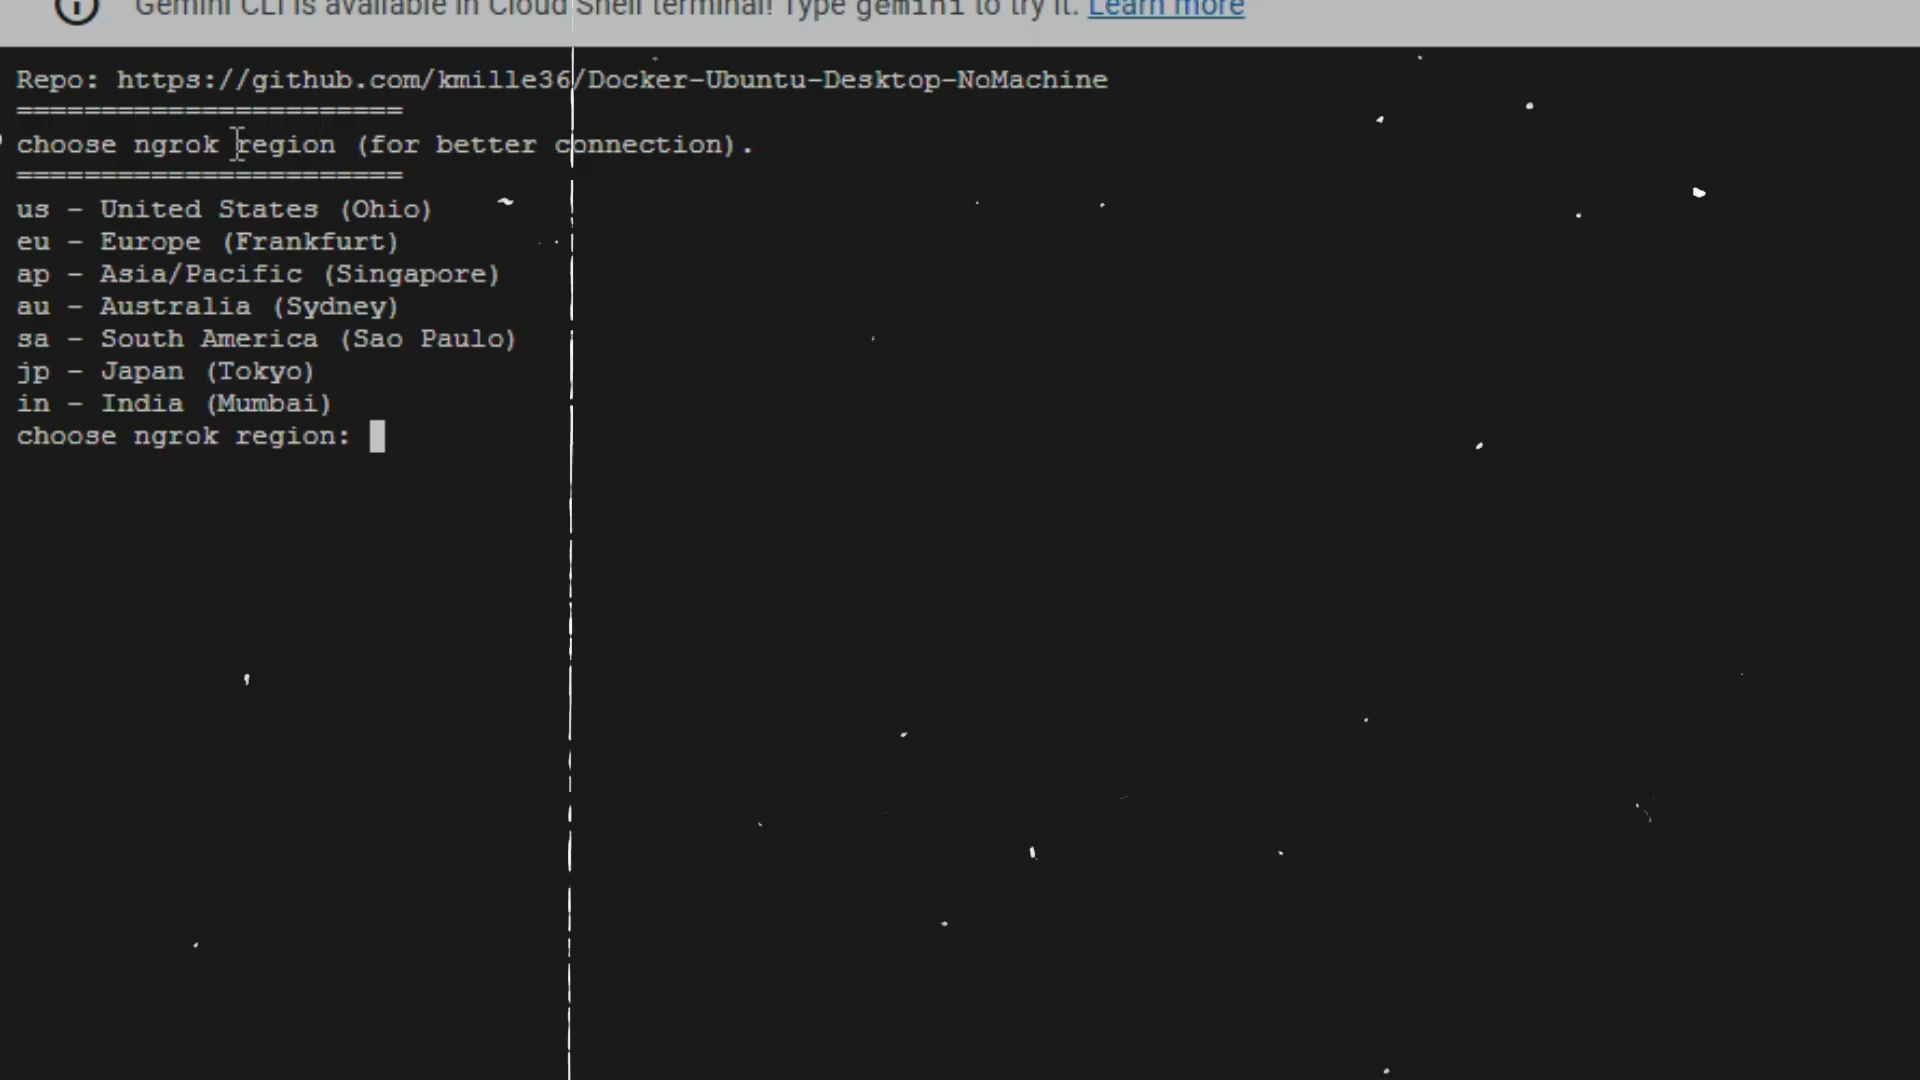 Gemini CLI is available in Cloud Shell terminal! Type gemini to try it. Learn more
Repo: https://github.com/kmille36/Docker-Ubuntu-Desktop-NoMachine
=======================
choose ngrok region (for better connection).
=======================
us - United States (Ohio)
eu - Europe (Frankfurt)
ap - Asia/Pacific (Singapore)
au - Australia (Sydney)
sa - South America (Sao Paulo)
jp - Japan (Tokyo)
in - India (Mumbai)
choose ngrok region: